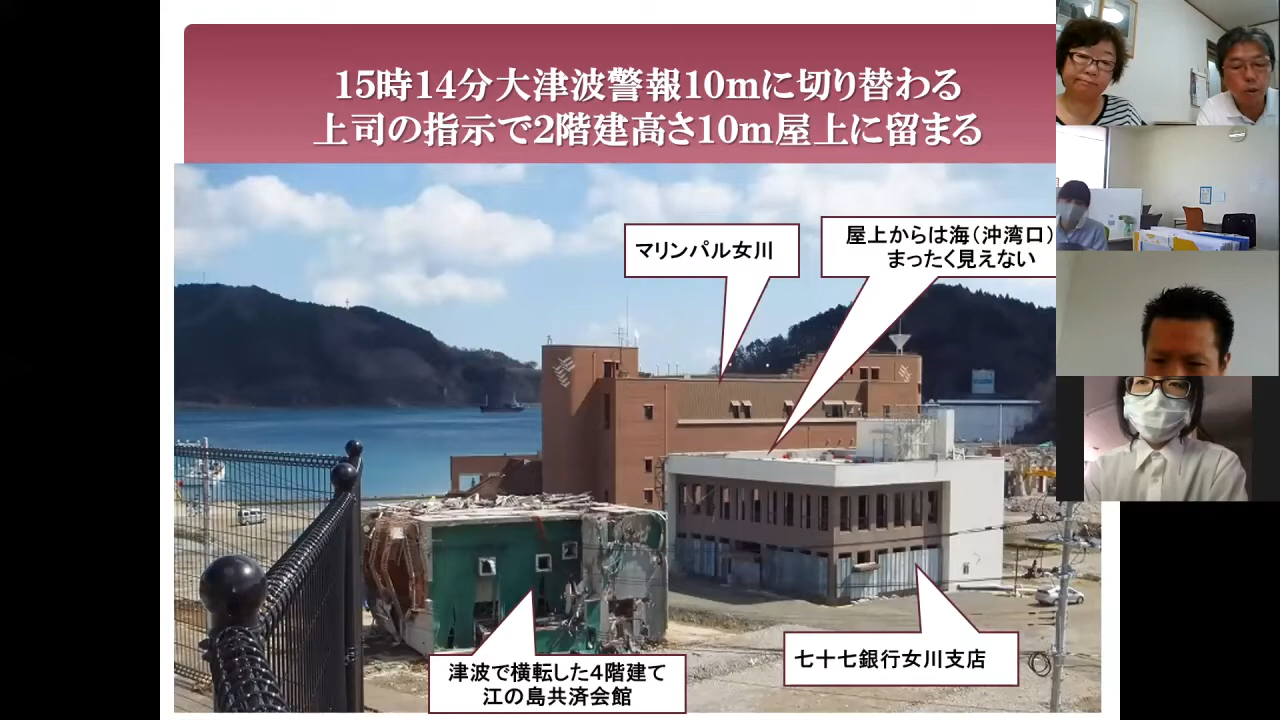 15時14分大津波警報10mに切り替わる
上司の指示で2階建高さ10m屋上に留まる
マリンパル女川
屋上からは海(沖湾口)
まったく見えない
津波で横転した4階建て
江の島共済会館
七十七銀行女川支店